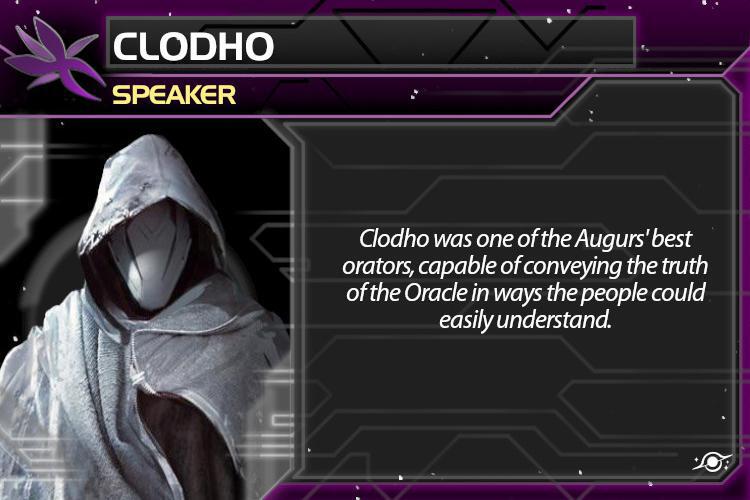 CLODHO
SPEAKER
Clodho was one of the Augurs' best
orators, capable of conveying the truth
of the Oracle in ways the people could
easily understand.